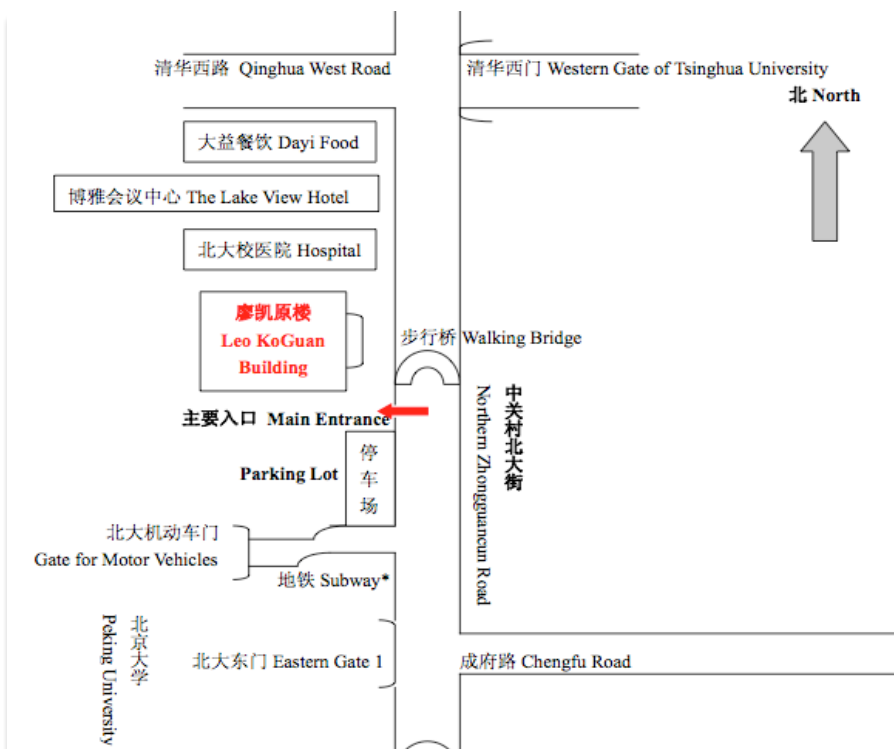 清华西路 Qinghua West Road
清华西门 Western Gate of Tsinghua University
北 North
大益餐饮 Dayi Food
博雅会议中心 The Lake View Hotel
北大校医院 Hospital
廖凯原楼
Leo KoGuan
Building
步行桥 Walking Bridge
主要入口 Main Entrance
中关村北大街
Northern Zhongguancun Road
Parking Lot
停车场
北大机动车门
Gate for Motor Vehicles
地铁 Subway*
北京大学
Peking University
北大东门 Eastern Gate 1
成府路 Chengfu Road